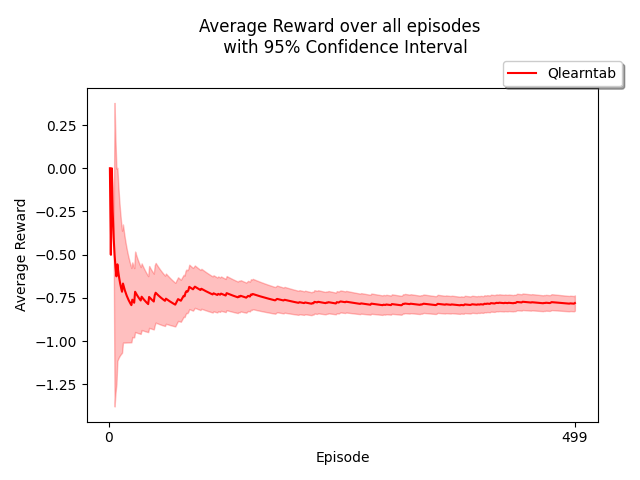 Average Reward over all episodes
with 95% Confidence Interval
Qlearntab
0.25
0.00
−0.25
−0.50
−0.75
−1.00
−1.25
Average Reward
0 499
Episode